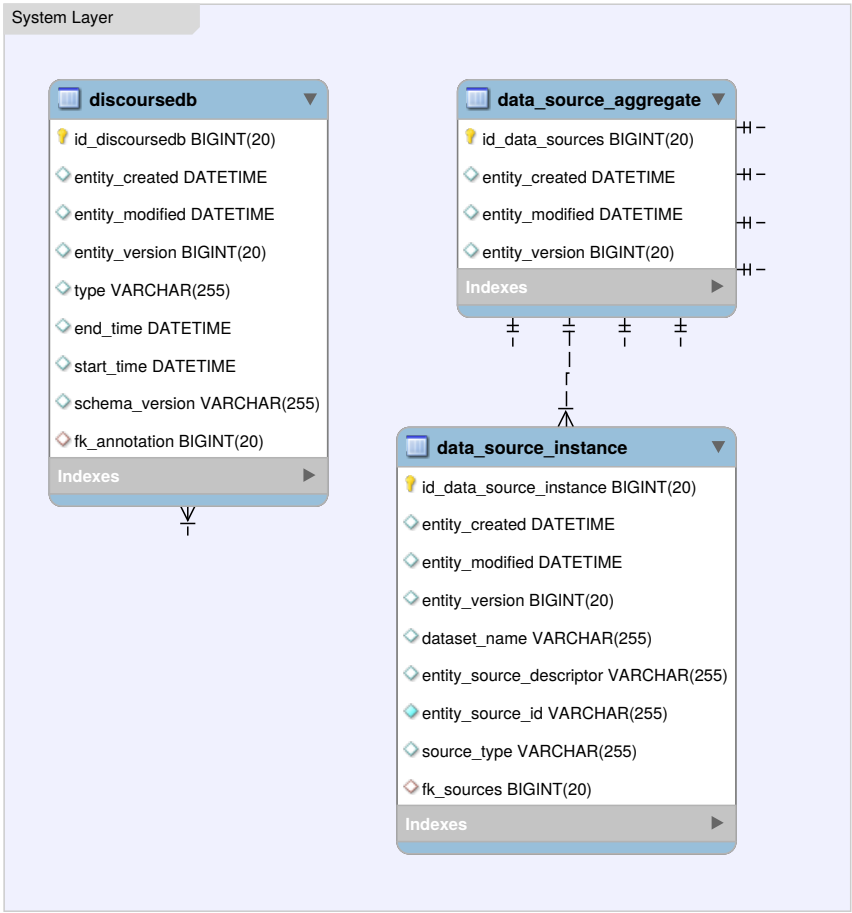 System Layer
discoursedb
id_discoursedb BIGINT(20)
entity_created DATETIME
entity_modified DATETIME
entity_version BIGINT(20)
type VARCHAR(255)
end_time DATETIME
start_time DATETIME
schema_version VARCHAR(255)
fk_annotation BIGINT(20)
Indexes
data_source_aggregate
id_data_sources BIGINT(20)
entity_created DATETIME
entity_modified DATETIME
entity_version BIGINT(20)
Indexes
data_source_instance
id_data_source_instance BIGINT(20)
entity_created DATETIME
entity_modified DATETIME
entity_version BIGINT(20)
dataset_name VARCHAR(255)
entity_source_descriptor VARCHAR(255)
entity_source_id VARCHAR(255)
source_type VARCHAR(255)
fk_sources BIGINT(20)
Indexes